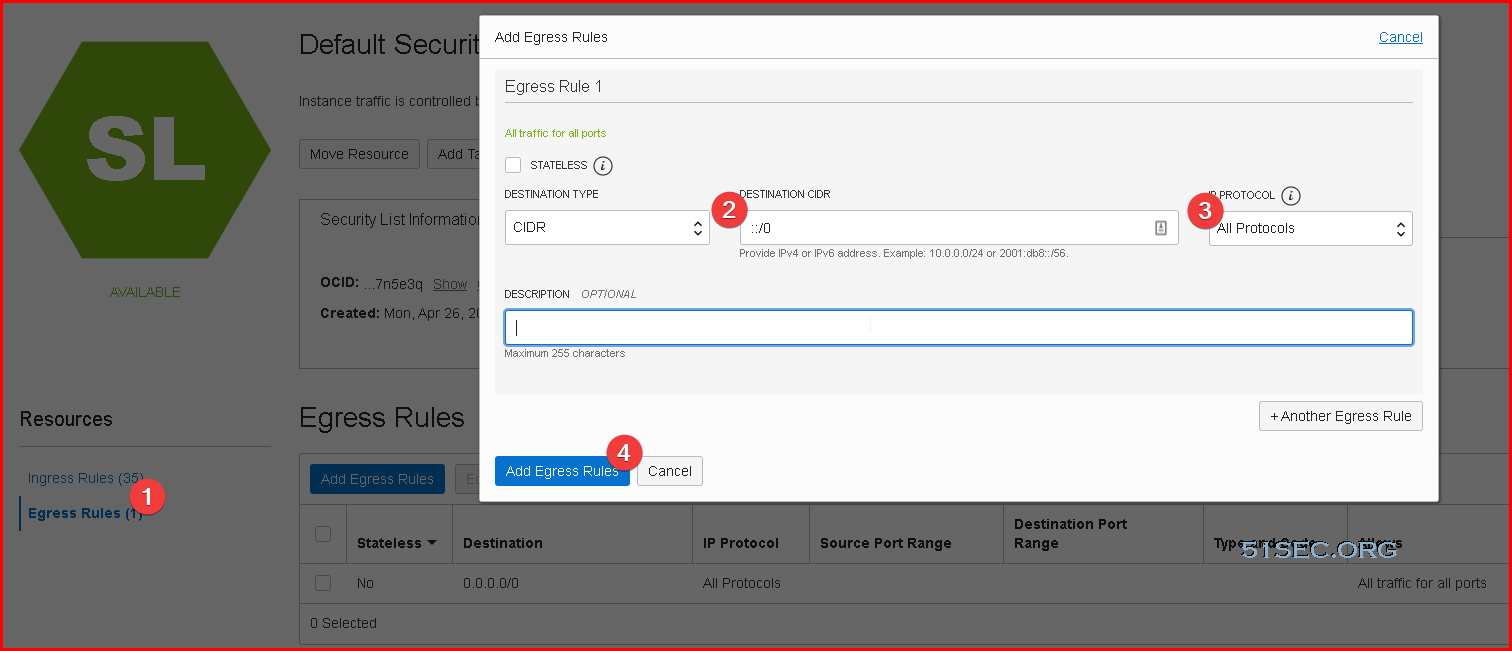 SL
AVAILABLE
Default Securit
Instance traffic is controlled b
Move Resource
Add Ta
Security List Information
OCID: ...7n5e3q Show
Created: Mon, Apr 26, 20
Resources
Ingress Rules (35)
Egress Rules (1)
1
Add Egress Rules
Cancel
Egress Rule 1
All traffic for all ports
STATELESS i
DESTINATION TYPE
CIDR
2
DESTINATION CIDR
::/0
Provide IPv4 or IPv6 address. Example: 10.0.0.0/24 or 2001:db8::/56.
3
IP PROTOCOL i
All Protocols
DESCRIPTION OPTIONAL
Maximum 255 characters
+ Another Egress Rule
4
Add Egress Rules
Cancel
Egress Rules
Add Egress Rules
Ed
Stateless
Destination
IP Protocol
Source Port Range
Destination Port
Range
Type and Code
Allows
51SEC.ORG
No
0.0.0.0/0
All Protocols
All traffic for all ports
0 Selected